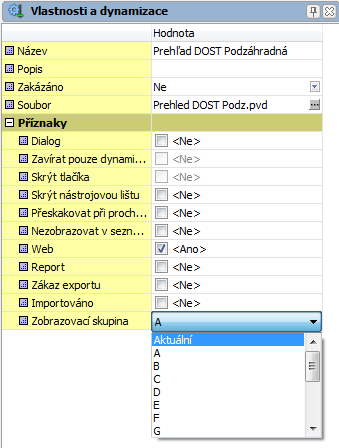 Vlastnosti a dynamizace
Hodnota
Název Prehľad DOST Podzáhradná
Popis
Zakázáno Ne
Soubor Prehled DOST Podz.pvd ...
Příznaky
Dialog <Ne>
Zavírat pouze dynami... <Ne>
Skrýt tlačíka <Ne>
Skrýt nástrojovou lištu <Ne>
Přeskakovat při proch... <Ne>
Nezobrazovat v sezn... <Ne>
Web <Ano>
Report <Ne>
Zákaz exportu <Ne>
Importováno <Ne>
Zobrazovací skupina A
Aktuální
A
B
C
D
E
F
G